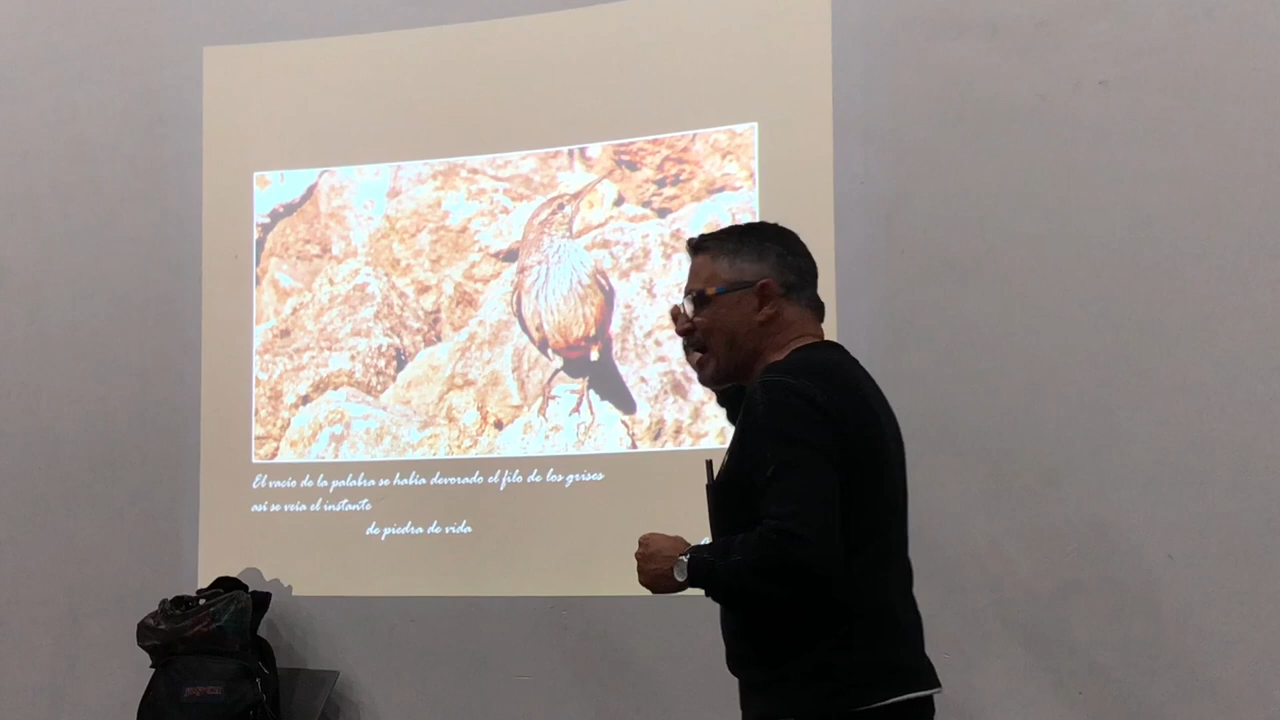 El vacío de la palabra se había devorado el filo de los grises
así se veía el instante
de piedra de vida